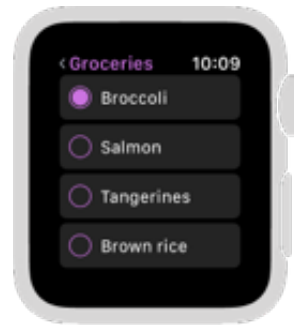 Groceries 10:09
Broccoli
Salmon
Tangerines
Brown rice